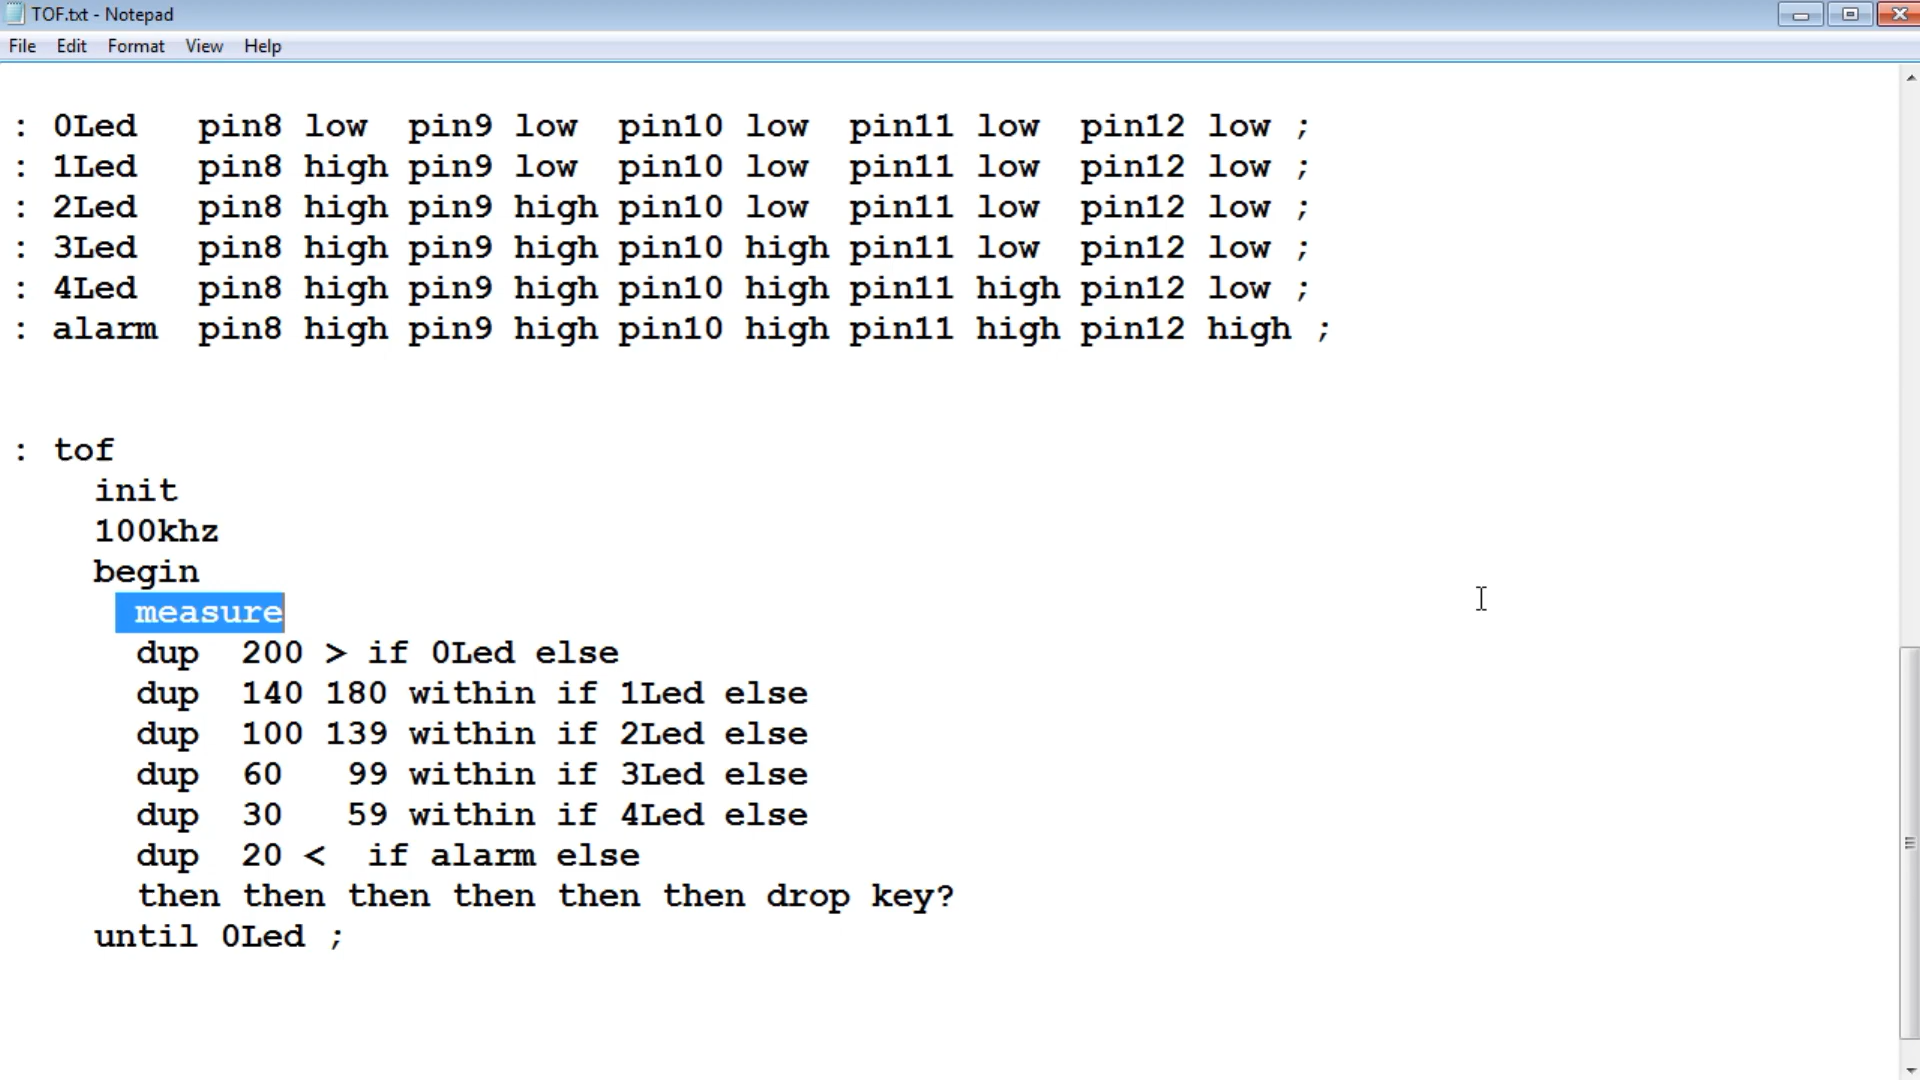 TOF.txt - Notepad
File Edit Format View Help
: 0Led pin8 low pin9 low pin10 low pin11 low pin12 low ;
: 1Led pin8 high pin9 low pin10 low pin11 low pin12 low ;
: 2Led pin8 high pin9 high pin10 low pin11 low pin12 low ;
: 3Led pin8 high pin9 high pin10 high pin11 low pin12 low ;
: 4Led pin8 high pin9 high pin10 high pin11 high pin12 low ;
: alarm pin8 high pin9 high pin10 high pin11 high pin12 high ;
: tof
init
100khz
begin
measure
dup 200 > if 0Led else
dup 140 180 within if 1Led else
dup 100 139 within if 2Led else
dup 60 99 within if 3Led else
dup 30 59 within if 4Led else
dup 20 < if alarm else
then then then then then then drop key?
until 0Led ;